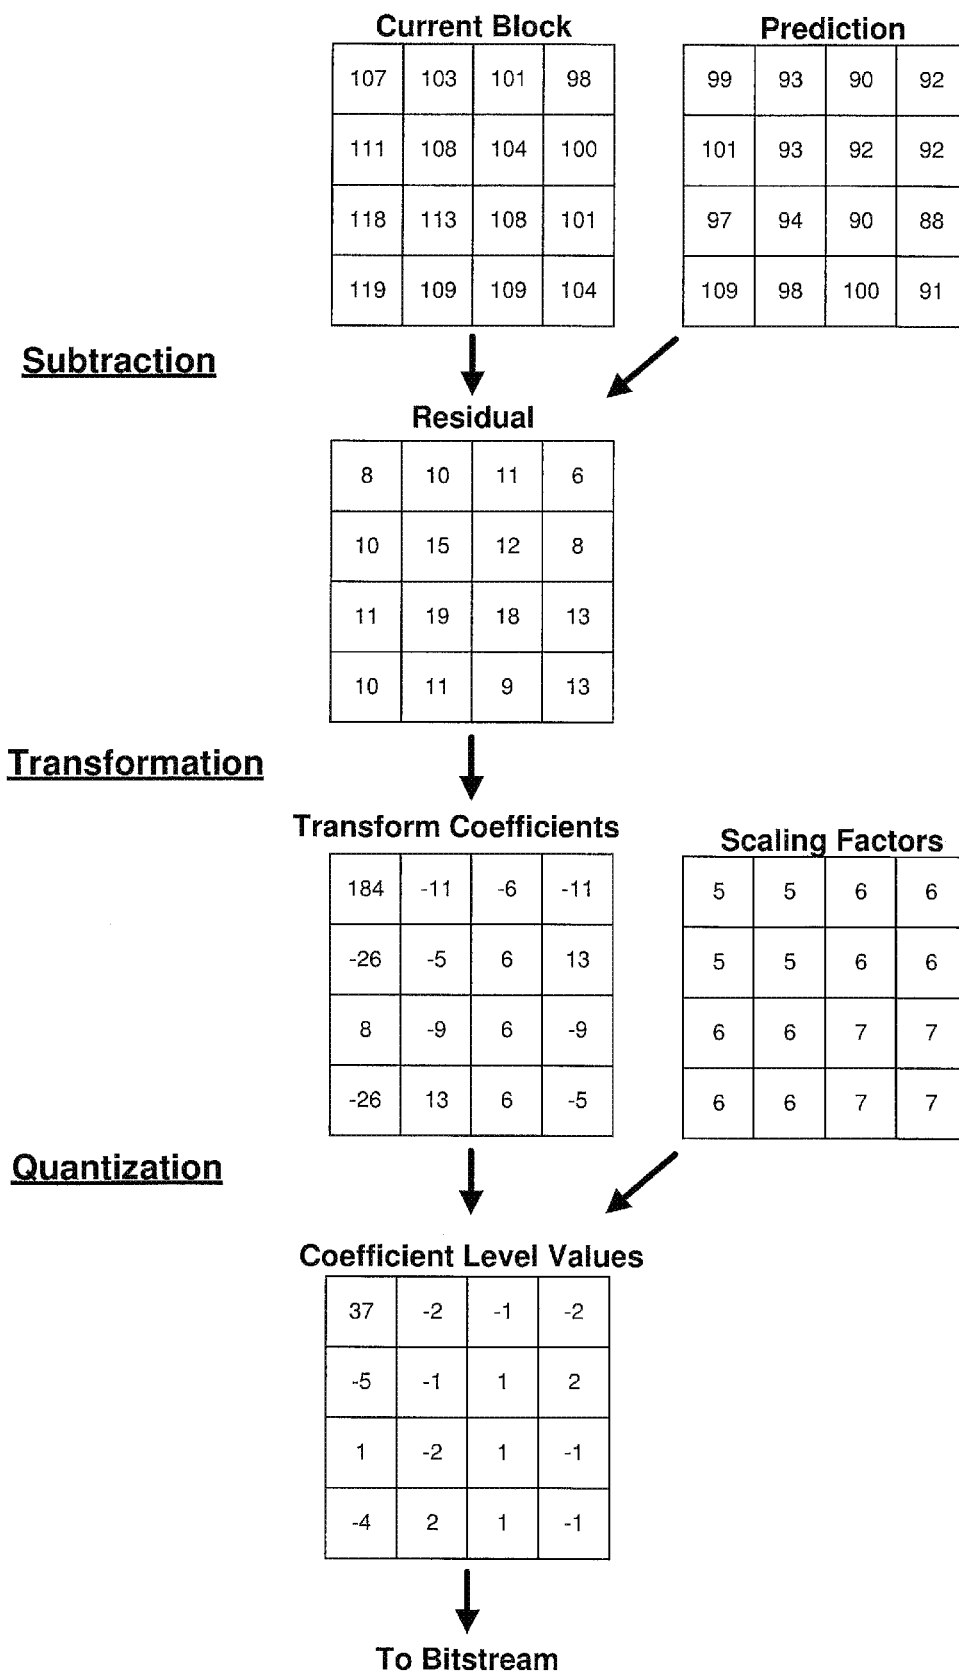 Current Block Prediction
107 103 101 98 99 93 90 92
111 108 104 100 101 93 92 92
118 113 108 101 97 94 90 88
119 109 109 104 109 98 100 91
Subtraction
Residual
8 10 11 6
10 15 12 8
11 19 18 13
10 11 9 13
Transformation
Transform Coefficients Scaling Factors
184 -11 -6 -11 5 5 6 6
-26 -5 6 13 5 5 6 6
8 -9 6 -9 6 6 7 7
-26 13 6 -5 6 6 7 7
Quantization
Coefficient Level Values
37 -2 -1 -2
-5 -1 1 2
1 -2 1 -1
-4 2 1 -1
To Bitstream